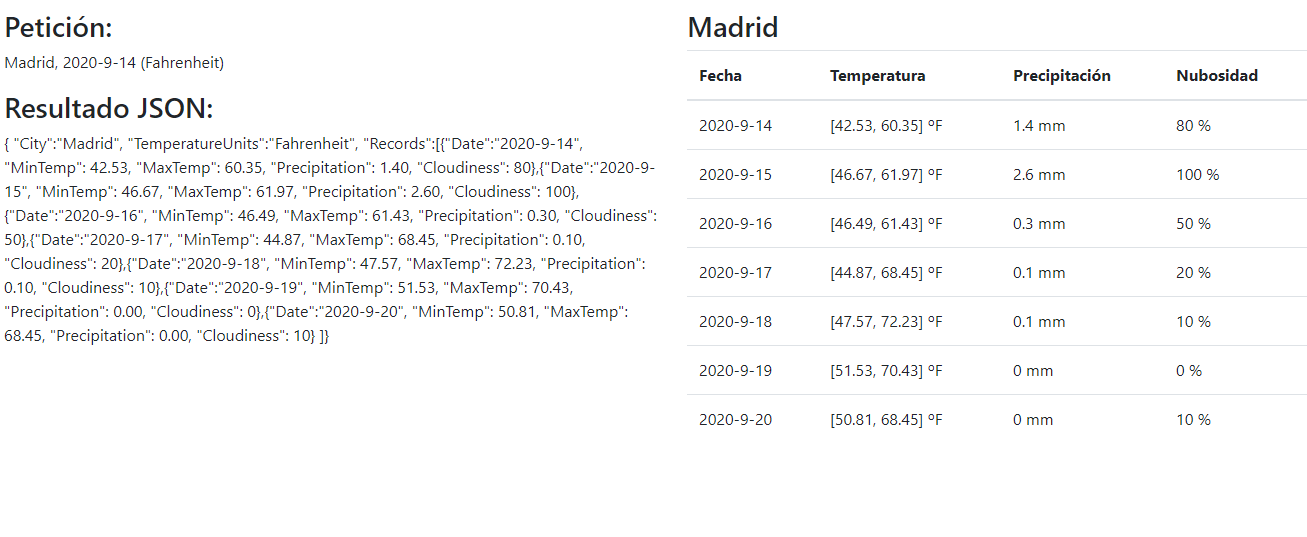 Petición:
Madrid, 2020-9-14 (Fahrenheit)
Resultado JSON:
{ "City":"Madrid", "TemperatureUnits":"Fahrenheit", "Records":[{"Date":"2020-9-14",
"MinTemp": 42.53, "MaxTemp": 60.35, "Precipitation": 1.40, "Cloudiness": 80},{"Date":"2020-9-
15", "MinTemp": 46.67, "MaxTemp": 61.97, "Precipitation": 2.60, "Cloudiness": 100},
{"Date":"2020-9-16", "MinTemp": 46.49, "MaxTemp": 61.43, "Precipitation": 0.30, "Cloudiness":
50},{"Date":"2020-9-17", "MinTemp": 44.87, "MaxTemp": 68.45, "Precipitation": 0.10,
"Cloudiness": 20},{"Date":"2020-9-18", "MinTemp": 47.57, "MaxTemp": 72.23, "Precipitation":
0.10, "Cloudiness": 10},{"Date":"2020-9-19", "MinTemp": 51.53, "MaxTemp": 70.43,
"Precipitation": 0.00, "Cloudiness": 0},{"Date":"2020-9-20", "MinTemp": 50.81, "MaxTemp":
68.45, "Precipitation": 0.00, "Cloudiness": 10} ]}
Madrid
Fecha Temperatura Precipitación Nubosidad
2020-9-14 [42.53, 60.35] ºF 1.4 mm 80 %
2020-9-15 [46.67, 61.97] ºF 2.6 mm 100 %
2020-9-16 [46.49, 61.43] ºF 0.3 mm 50 %
2020-9-17 [44.87, 68.45] ºF 0.1 mm 20 %
2020-9-18 [47.57, 72.23] ºF 0.1 mm 10 %
2020-9-19 [51.53, 70.43] ºF 0 mm 0 %
2020-9-20 [50.81, 68.45] ºF 0 mm 10 %